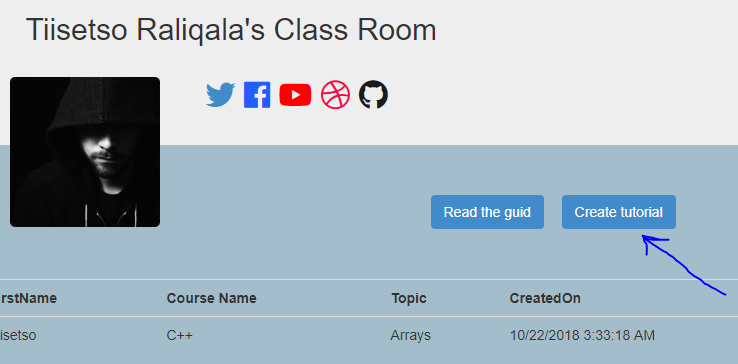 Tiisetso Raliqala's Class Room
Read the guid Create tutorial
rstName Course Name Topic CreatedOn
isetso C++ Arrays 10/22/2018 3:33:18 AM